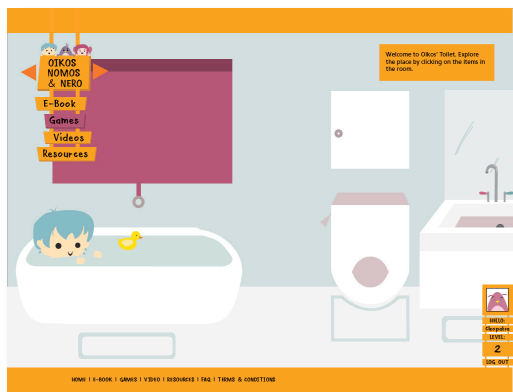 Welcome to Oikos' Toilet. Explore
the place by clicking on the items in
the room.
OIKOS
NOMOS
& NERO
E-Book
Games
Videos
Resources
HELLO:
Cleopatra
LEVEL:
2
LOG OUT
HOME | E-BOOK | GAMES | VIDEO | RESOURCES | FAQ | TERMS & CONDITIONS